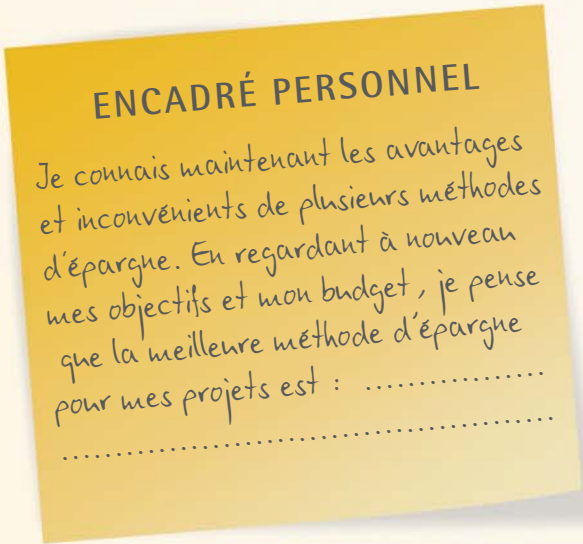 ENCADRÉ PERSONNEL
Je connais maintenant les avantages
et inconvénients de plusieurs méthodes
d'épargne. En regardant à nouveau
mes objectifs et mon budget, je pense
que la meilleure méthode d'épargne
pour mes projets est : .................
..............................................